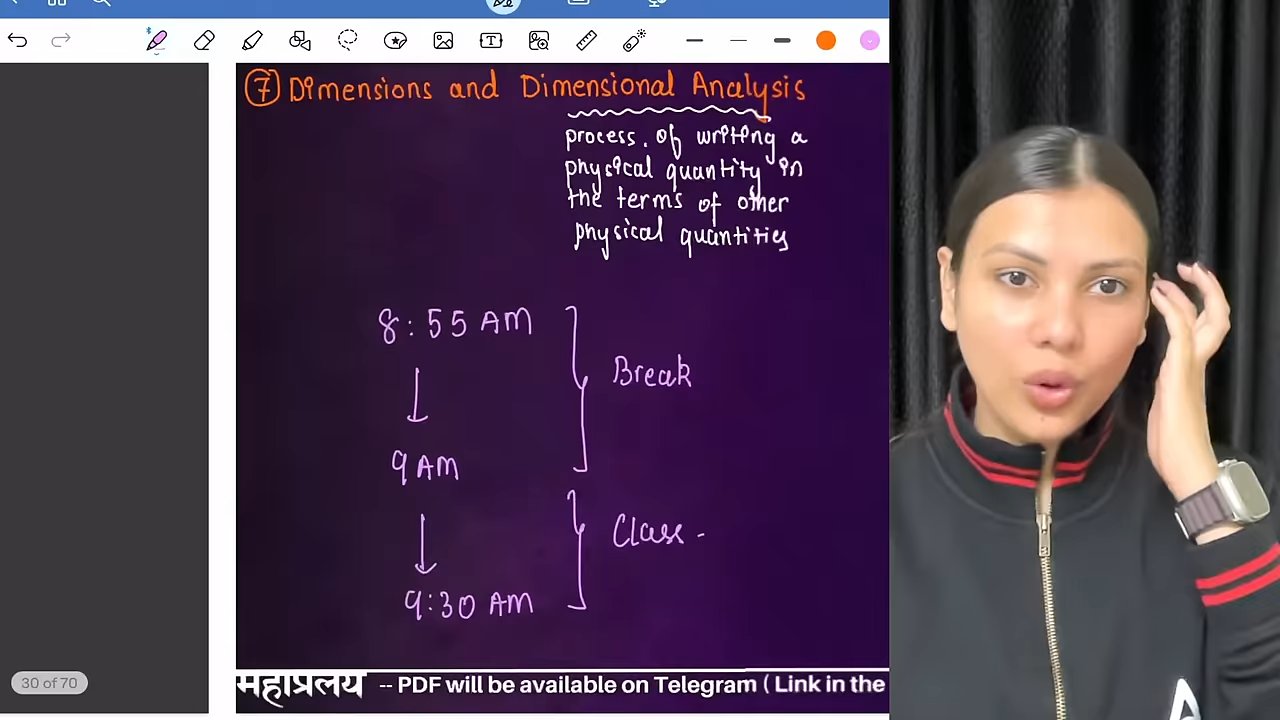 ⑦ Dimensions and Dimensional Analysis
process. of writing a
physical quantity in
the terms of other
physical quantities
8:55 AM
Break
9 AM
Class -
9:30 AM
30 of 70
महाप्रलय -- PDF will be available on Telegram ( Link in the
A